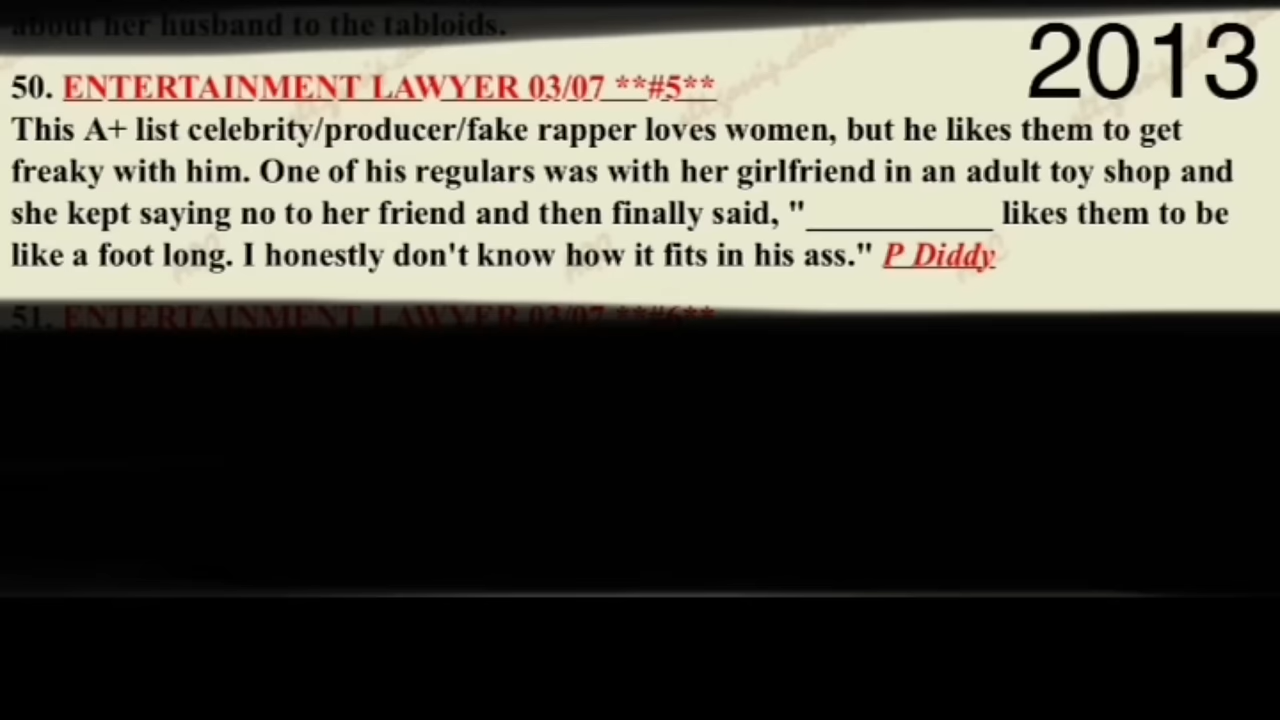 about her husband to the tabloids.
2013
50. ENTERTAINMENT LAWYER 03/07 **#5**
This A+ list celebrity/producer/fake rapper loves women, but he likes them to get
freaky with him. One of his regulars was with her girlfriend in an adult toy shop and
she kept saying no to her friend and then finally said, "___________ likes them to be
like a foot long. I honestly don't know how it fits in his ass." P Diddy
51. ENTERTAINMENT LAWYER 03/07 **#6**